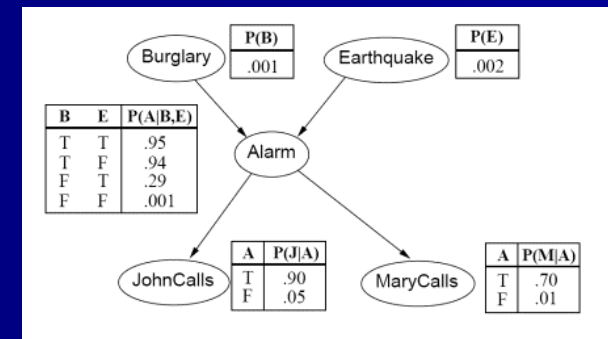 Burglary
P(B)
.001
Earthquake
P(E)
.002
B E P(A|B,E)
T T .95
T F .94
F T .29
F F .001
Alarm
JohnCalls
A P(J|A)
T .90
F .05
MaryCalls
A P(M|A)
T .70
F .01